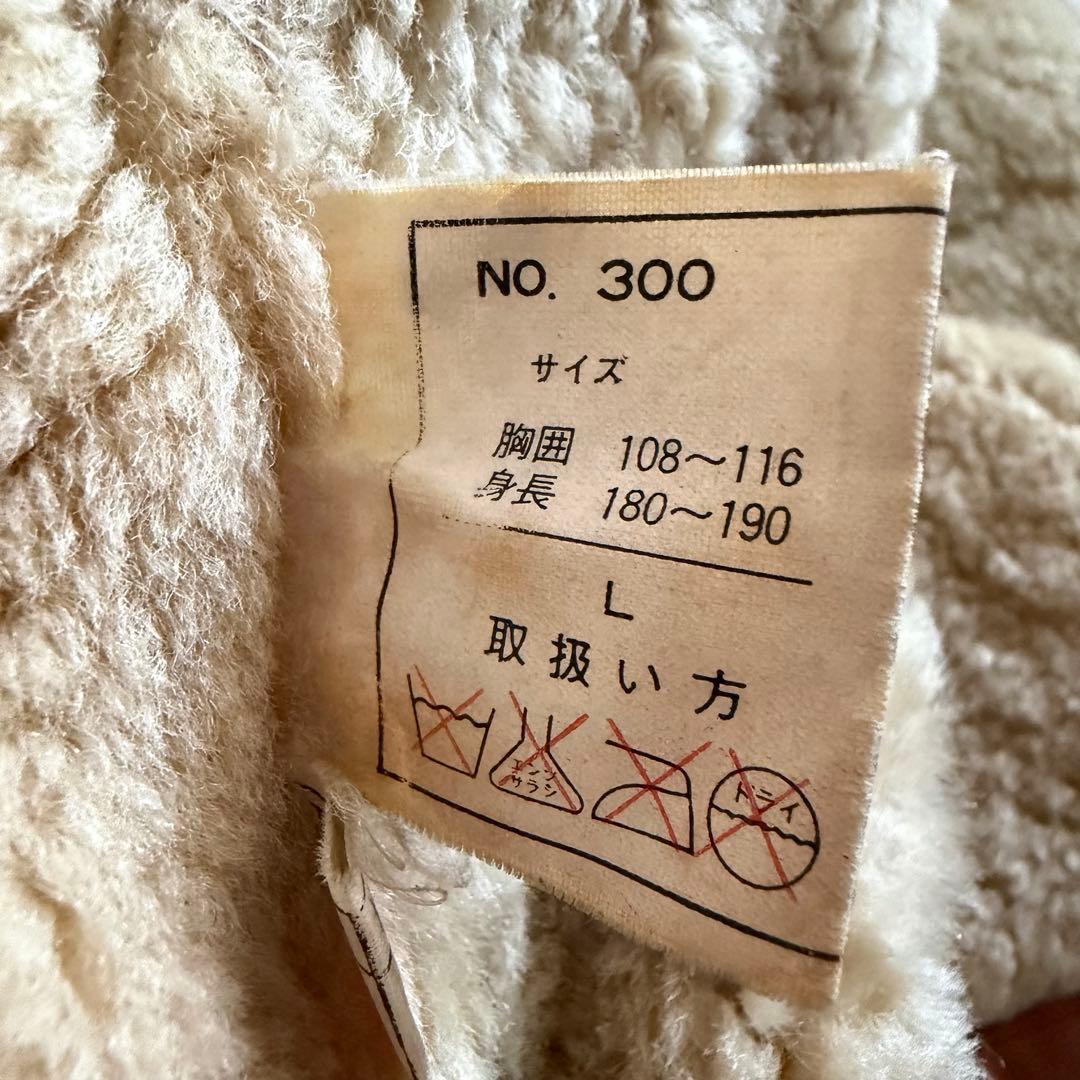 NO. 300
サイズ
胸囲 108〜116
身長 180〜190
L
取扱い方
エンソ
サラシ
ドライ